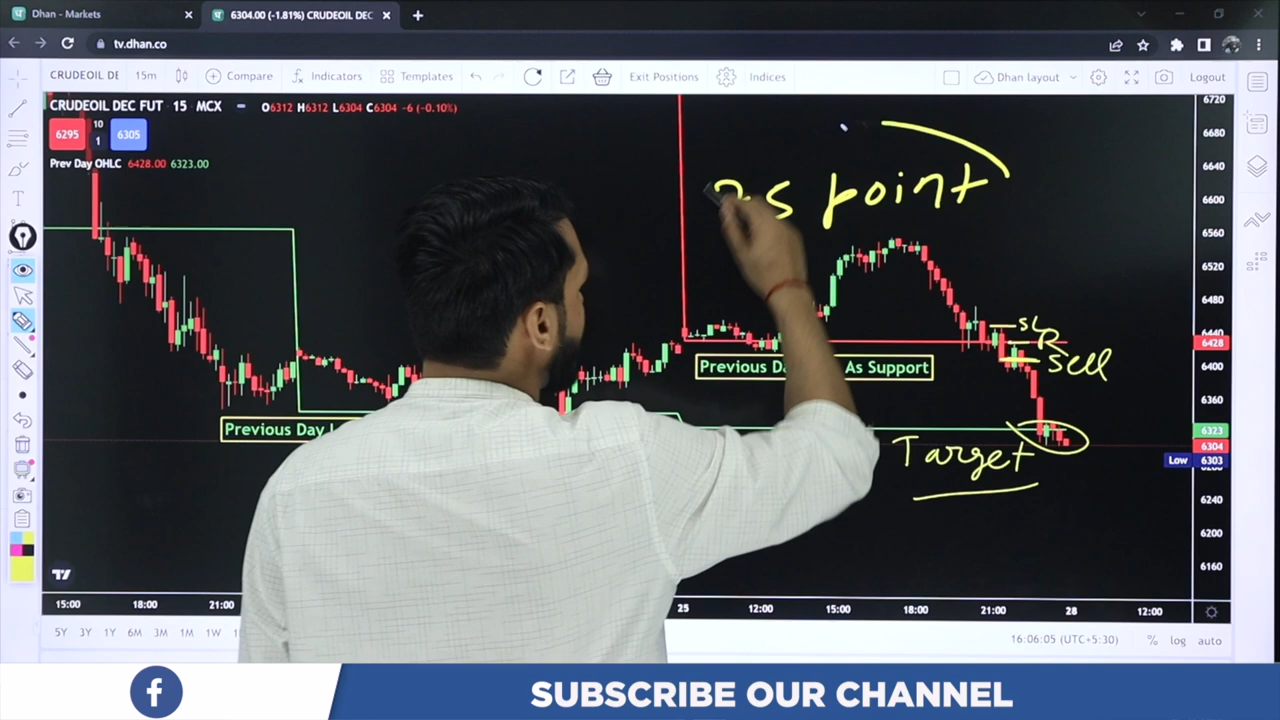 Dhan - Markets
6304.00 (-1.81%) CRUDEOIL DEC
tv.dhan.co
CRUDEOIL DE 15m Compare Indicators Templates Exit Positions Indices Dhan layout Logout
CRUDEOIL DEC FUT · 15 · MCX O6312 H6312 L6304 C6304 -6 (-0.10%)
6295 10 1 6305
Prev Day OHLC 6428.00 6323.00
point
SL
R
Sell
Previous As Support
Previous Day
Target
6720
6680
6640
6600
6560
6520
6480
6440
6428
6400
6360
6323
6304
Low 6303
6240
6200
6160
15:00 18:00 21:00 25 12:00 15:00 18:00 21:00 28 12:00
5Y 3Y 1Y 6M 3M 1M 1W 16:06:05 (UTC+5:30) % log auto
SUBSCRIBE OUR CHANNEL